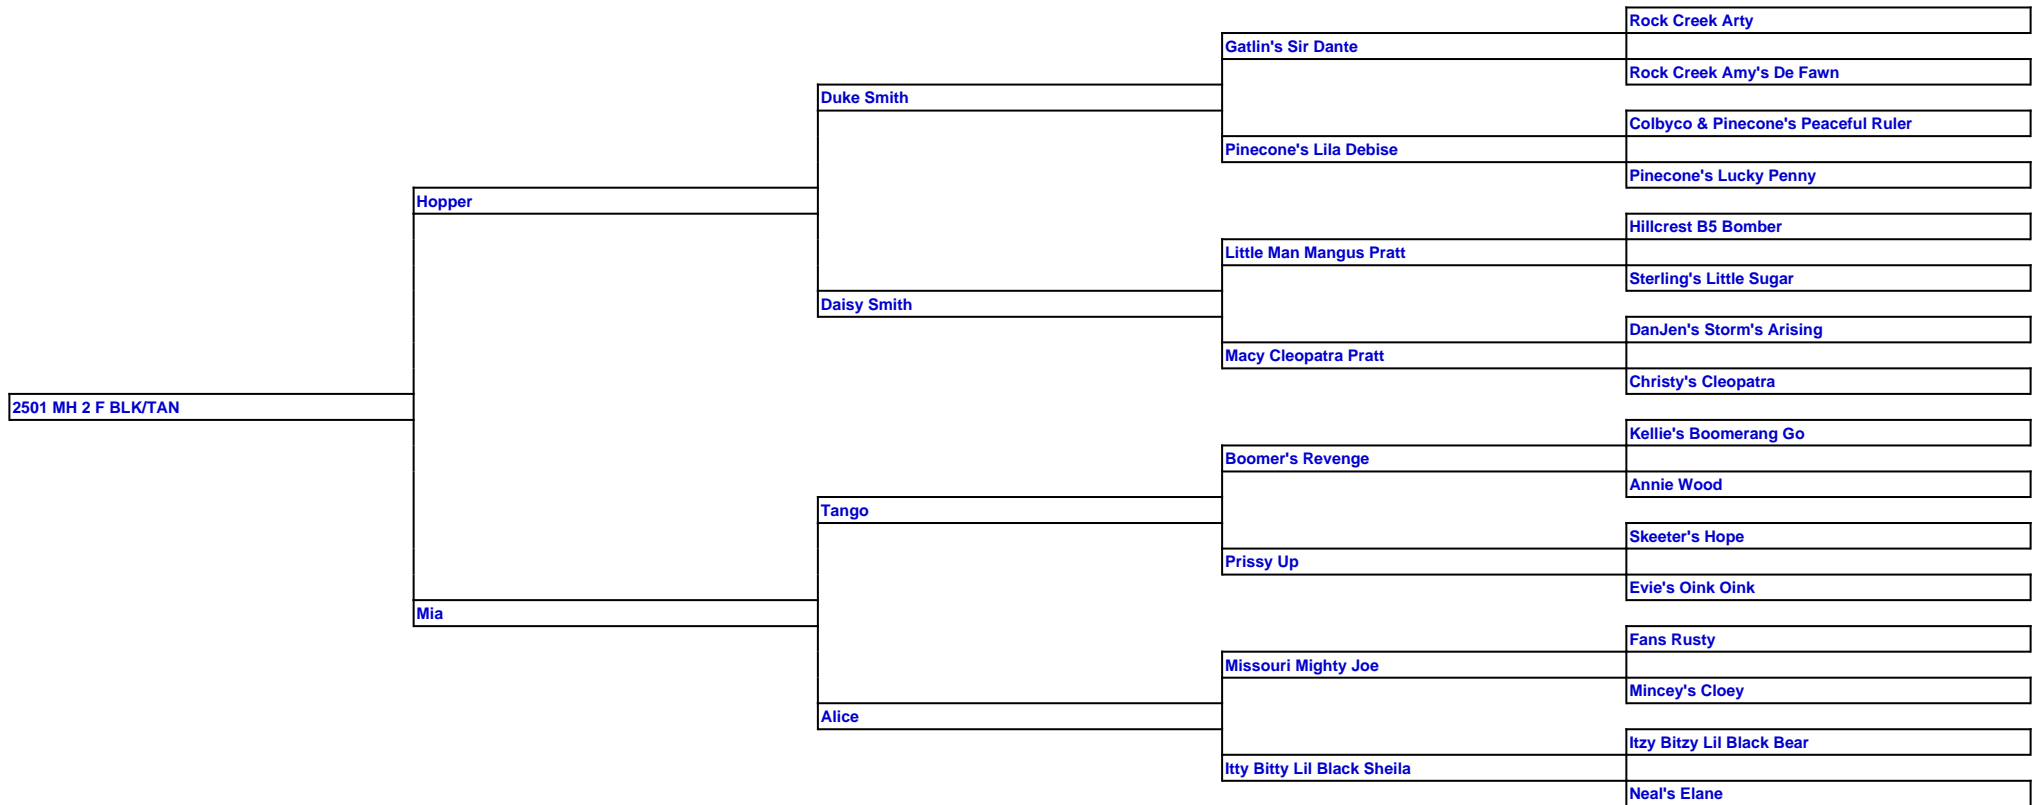 Rock Creek Arty
Gatlin's Sir Dante
Rock Creek Amy's De Fawn
Duke Smith
Colbyco & Pinecone's Peaceful Ruler
Pinecone's Lila Debise
Pinecone's Lucky Penny
Hopper
Hillcrest B5 Bomber
Little Man Mangus Pratt
Sterling's Little Sugar
Daisy Smith
DanJen's Storm's Arising
Macy Cleopatra Pratt
Christy's Cleopatra
2501 MH 2 F BLK/TAN
Kellie's Boomerang Go
Boomer's Revenge
Annie Wood
Tango
Skeeter's Hope
Prissy Up
Evie's Oink Oink
Mia
Fans Rusty
Missouri Mighty Joe
Mincey's Cloey
Alice
Itzy Bitzy Lil Black Bear
Itty Bitty Lil Black Sheila
Neal's Elane